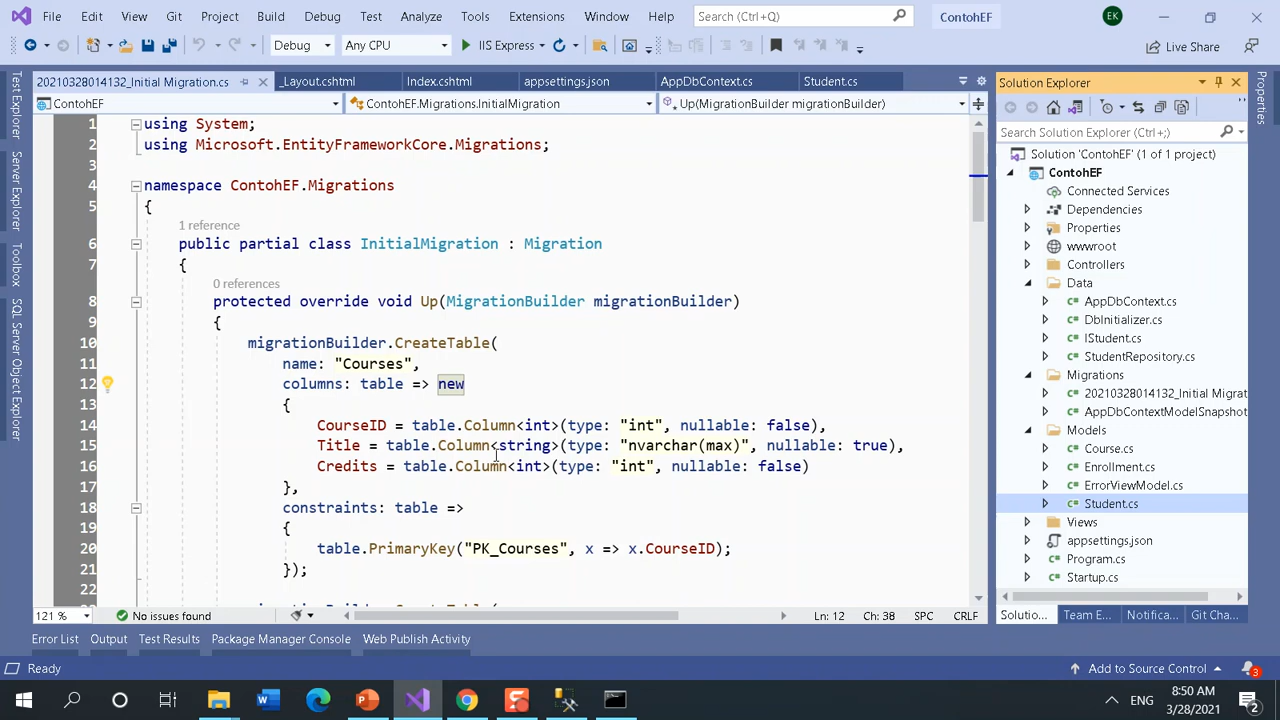 File Edit View Git Project Build Debug Test Analyze Tools Extensions Window Help Search (Ctrl+Q) ContohEF EK
Debug Any CPU IIS Express Live Share
20210328014132_Initial Migration.cs _Layout.cshtml Index.cshtml appsettings.json AppDbContext.cs Student.cs
ContohEF ContohEF.Migrations.InitialMigration Up(MigrationBuilder migrationBuilder)
1 using System;
2 using Microsoft.EntityFrameworkCore.Migrations;
3
4 namespace ContohEF.Migrations
5 {
1 reference
6 public partial class InitialMigration : Migration
7 {
0 references
8 protected override void Up(MigrationBuilder migrationBuilder)
9 {
10 migrationBuilder.CreateTable(
11 name: "Courses",
12 columns: table => new
13 {
14 CourseID = table.Column<int>(type: "int", nullable: false),
15 Title = table.Column<string>(type: "nvarchar(max)", nullable: true),
16 Credits = table.Column<int>(type: "int", nullable: false)
17 },
18 constraints: table =>
19 {
20 table.PrimaryKey("PK_Courses", x => x.CourseID);
21 });
22
Ln: 12 Ch: 38 SPC CRLF
Test Explorer
Server Explorer
Toolbox
SQL Server Object Explorer
Solution Explorer
Search Solution Explorer (Ctrl+;)
Solution 'ContohEF' (1 of 1 project)
ContohEF
Connected Services
Dependencies
Properties
wwwroot
Controllers
Data
AppDbContext.cs
DbInitializer.cs
IStudent.cs
StudentRepository.cs
Migrations
20210328014132_Initial Migrat
AppDbContextModelSnapshot
Models
Course.cs
Enrollment.cs
ErrorViewModel.cs
Student.cs
Views
appsettings.json
Program.cs
Startup.cs
Solutio... Team E... Notifica... Git Cha...
Properties
Error List Output Test Results Package Manager Console Web Publish Activity
Ready Add to Source Control 3
8:50 AM
ENG
3/28/2021
2